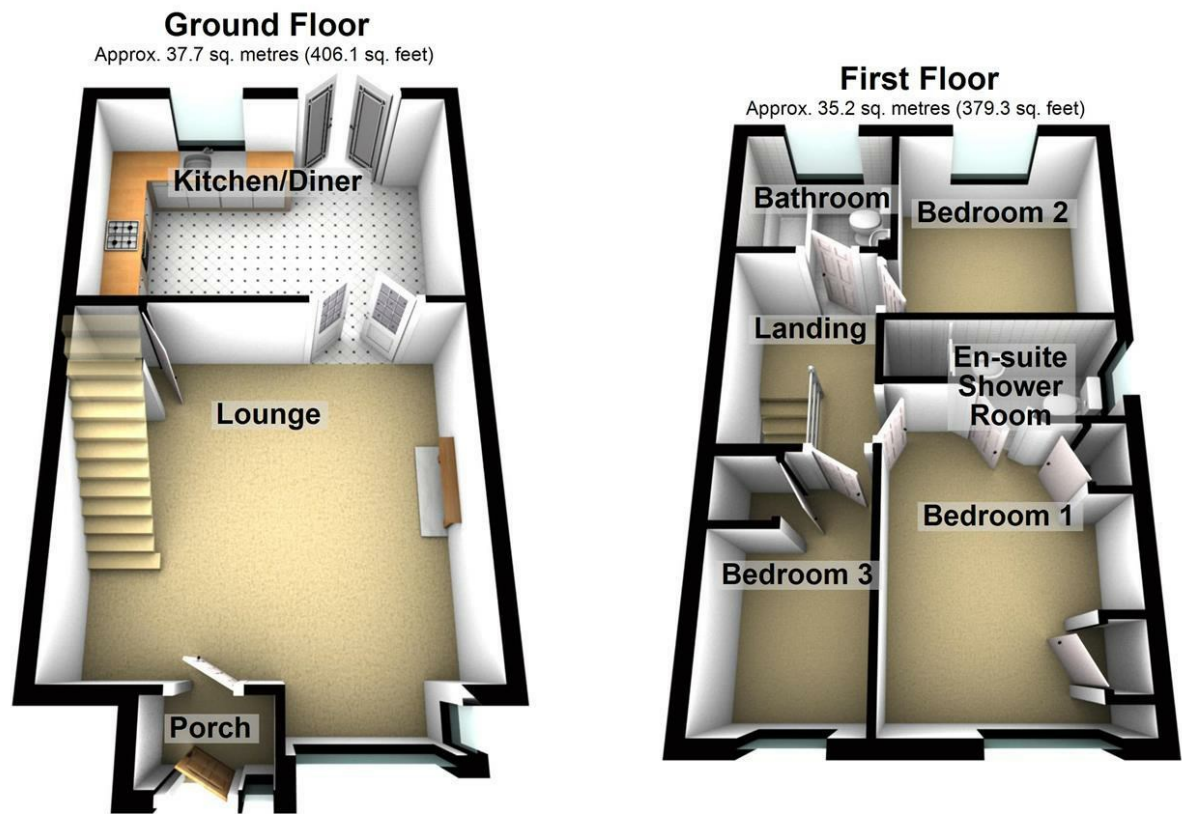 Ground Floor
Approx. 37.7 sq. metres (406.1 sq. feet)
Kitchen/Diner
Lounge
Porch
First Floor
Approx. 35.2 sq. metres (379.3 sq. feet)
Bathroom
Bedroom 2
Landing
En-suite
Shower
Room
Bedroom 1
Bedroom 3